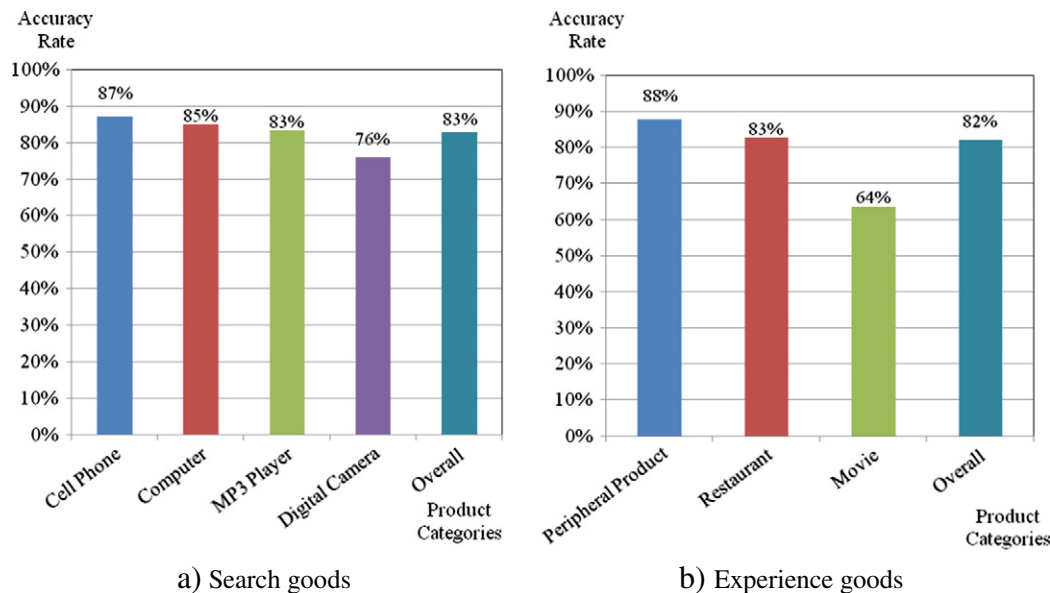 Accuracy
Rate
100%
90%
80%
70%
60%
50%
40%
30%
20%
10%
0%
87%
85%
83%
76%
83%
Cell Phone
Computer
MP3 Player
Digital Camera
Overall
Product
Categories
a) Search goods
Accuracy
Rate
100%
90%
80%
70%
60%
50%
40%
30%
20%
10%
0%
88%
83%
64%
82%
Peripheral Product
Restaurant
Movie
Overall
Product
Categories
b) Experience goods